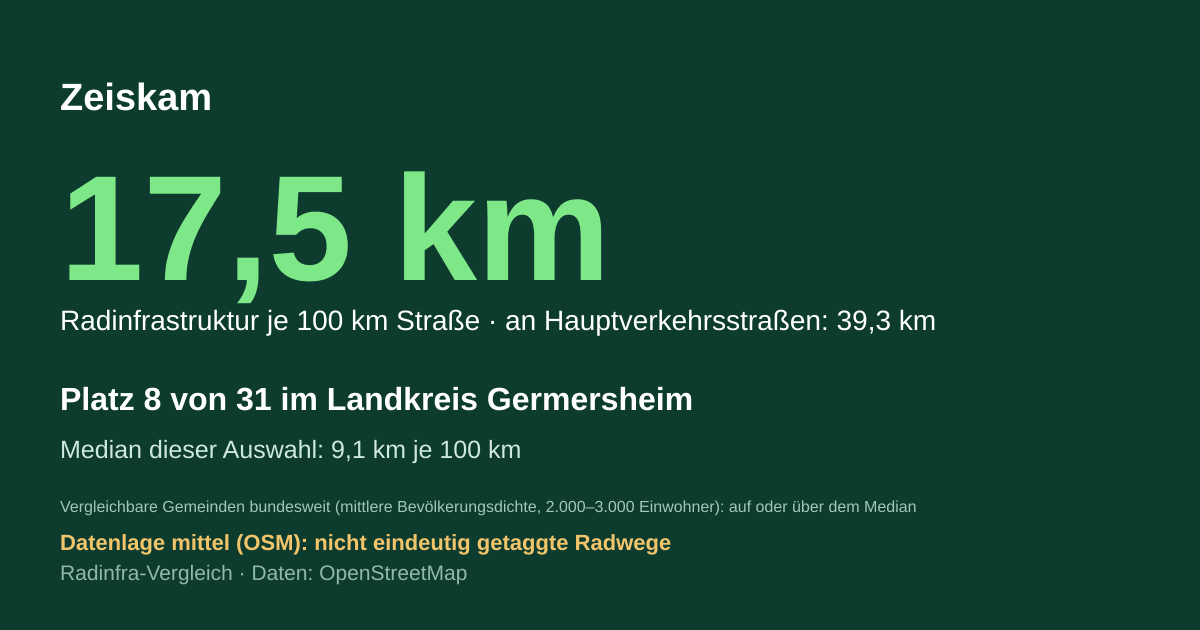 Zeiskam
17,5 km
Radinfrastruktur je 100 km Straße · an Hauptverkehrsstraßen: 39,3 km
Platz 8 von 31 im Landkreis Germersheim
Median dieser Auswahl: 9,1 km je 100 km
Vergleichbare Gemeinden bundesweit (mittlere Bevölkerungsdichte, 2.000–3.000 Einwohner): auf oder über dem Median
Datenlage mittel (OSM): nicht eindeutig getaggte Radwege
Radinfra-Vergleich · Daten: OpenStreetMap